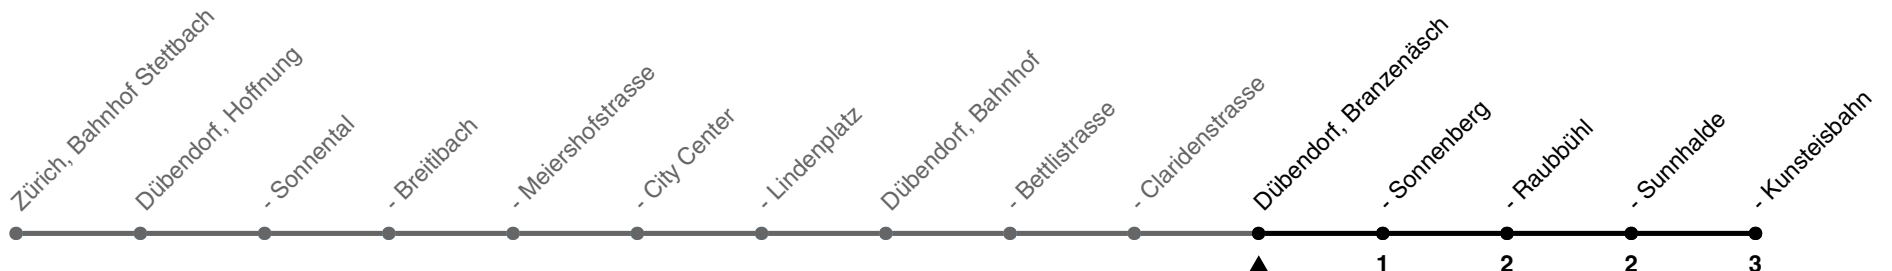 Zürich, Bahnhof Stettbach
Dübendorf, Hoffnung
- Sonnental
- Breitibach
- Meiershofstrasse
- City Center
- Lindenplatz
Dübendorf, Bahnhof
- Bettlistrasse
- Claridenstrasse
Dübendorf, Branzenäsch
- Sonnenberg
- Raubbühl
- Sunnhalde
- Kunsteisbahn
1 2 2 3